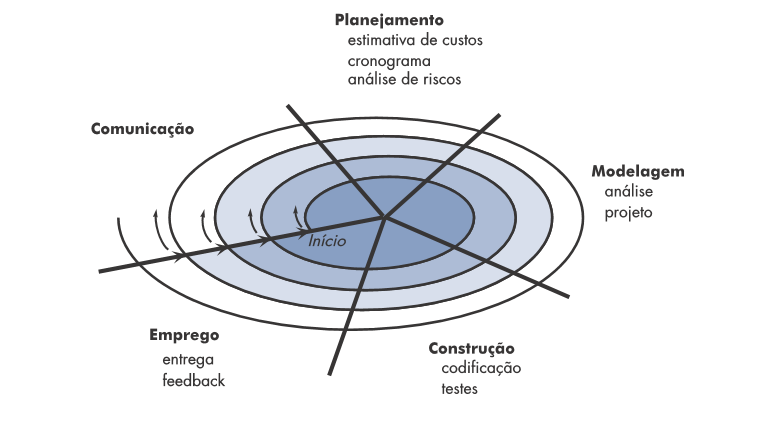 Planejamento
estimativa de custos
cronograma
análise de riscos
Comunicação
Modelagem
análise
projeto
Início
Emprego
entrega
feedback
Construção
codificação
testes